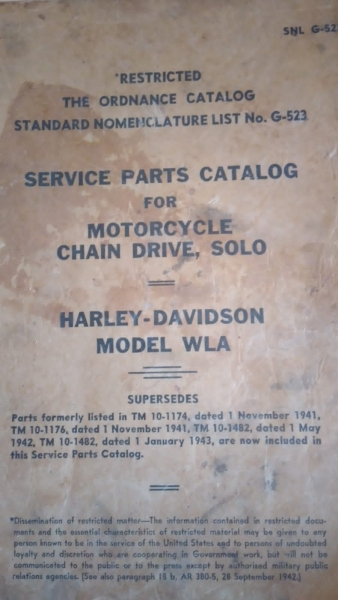 SNL G-52
*RESTRICTED
THE ORDNANCE CATALOG
STANDARD NOMENCLATURE LIST No. G-523
SERVICE PARTS CATALOG
FOR
MOTORCYCLE
CHAIN DRIVE, SOLO
HARLEY-DAVIDSON
MODEL WLA
SUPERSEDES
Parts formerly listed in TM 10-1174, dated 1 November 1941,
TM 10-1176, dated 1 November 1941, TM 10-1482, dated 1 May
1942, TM 10-1482, dated 1 January 1943, are now included in
this Service Parts Catalog.
*Dissemination of restricted matter—The information contained in restricted docu-
ments and the essential characteristics of restricted material may be given to any
person known to be in the service of the United States and to persons of undoubted
loyalty and discretion who are cooperating in Government work, but will not be
communicated to the public or to the press except by authorized military public
relations agencies. (See also paragraph 18 b, AR 380-5, 28 September 1942.)